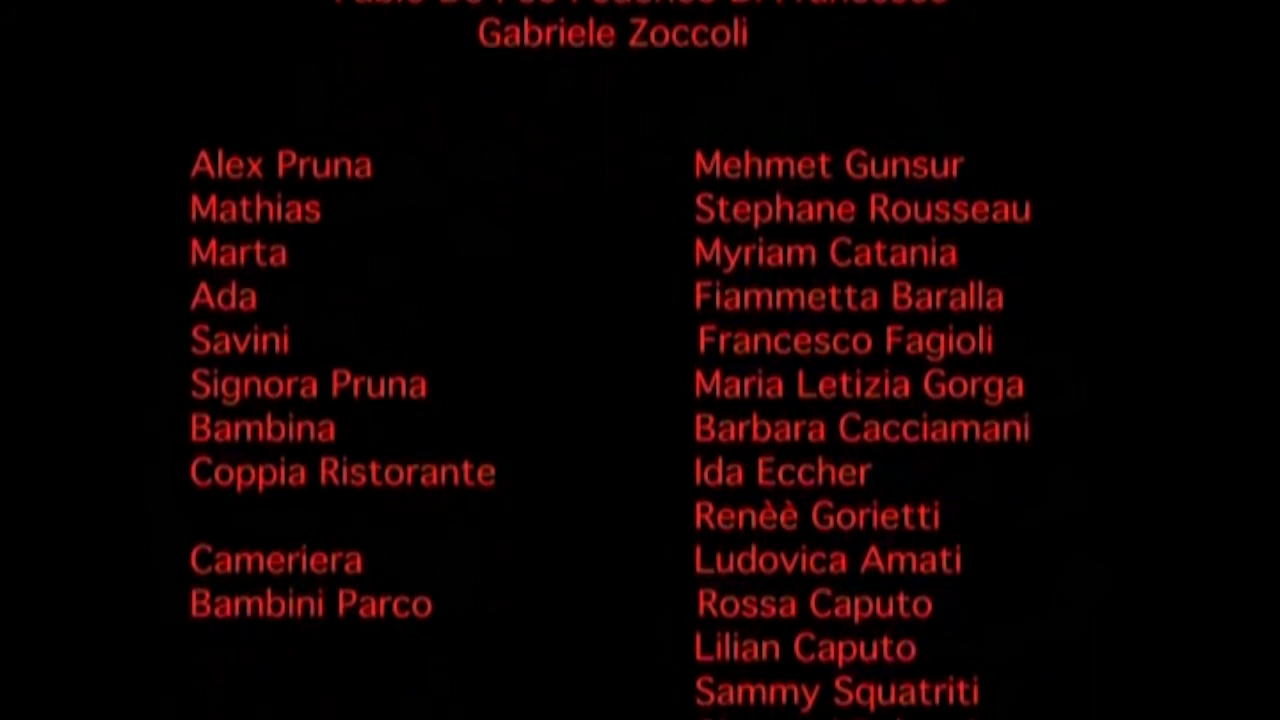 Gabriele Zoccoli
Alex Pruna Mehmet Gunsur
Mathias Stephane Rousseau
Marta Myriam Catania
Ada Fiammetta Baralla
Savini Francesco Fagioli
Signora Pruna Maria Letizia Gorga
Bambina Barbara Cacciamani
Coppia Ristorante Ida Eccher
Renèè Gorietti
Cameriera Ludovica Amati
Bambini Parco Rossa Caputo
Lilian Caputo
Sammy Squatriti